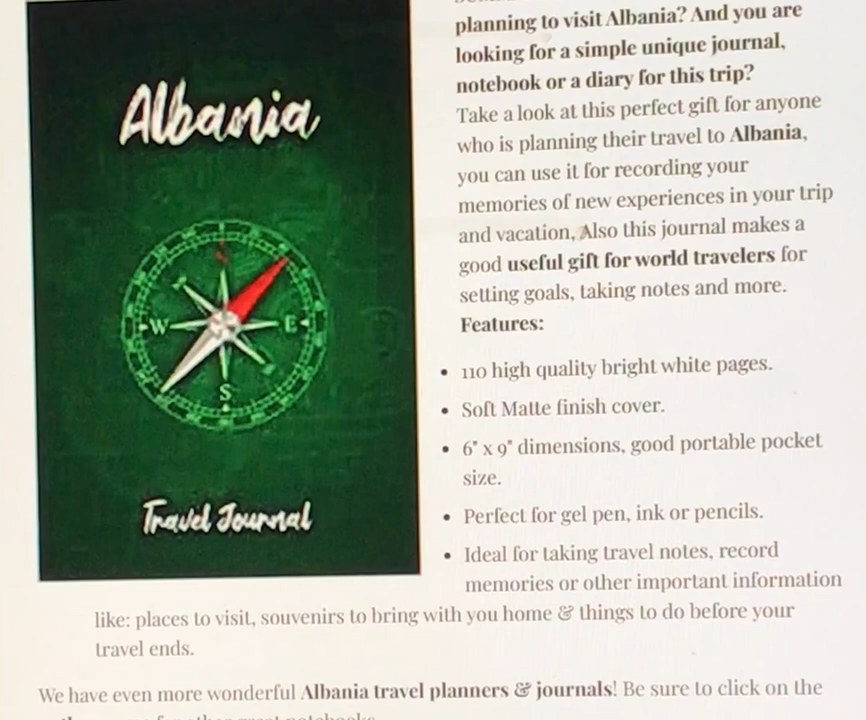 Albania
W
E
S
Travel Journal
planning to visit Albania? And you are
looking for a simple unique journal,
notebook or a diary for this trip?
Take a look at this perfect gift for anyone
who is planning their travel to Albania,
you can use it for recording your
memories of new experiences in your trip
and vacation, Also this journal makes a
good useful gift for world travelers for
setting goals, taking notes and more.
Features:
• 110 high quality bright white pages.
• Soft Matte finish cover.
• 6" x 9" dimensions, good portable pocket
size.
• Perfect for gel pen, ink or pencils.
• Ideal for taking travel notes, record
memories or other important information
like: places to visit, souvenirs to bring with you home & things to do before your
travel ends.
We have even more wonderful Albania travel planners & journals! Be sure to click on the